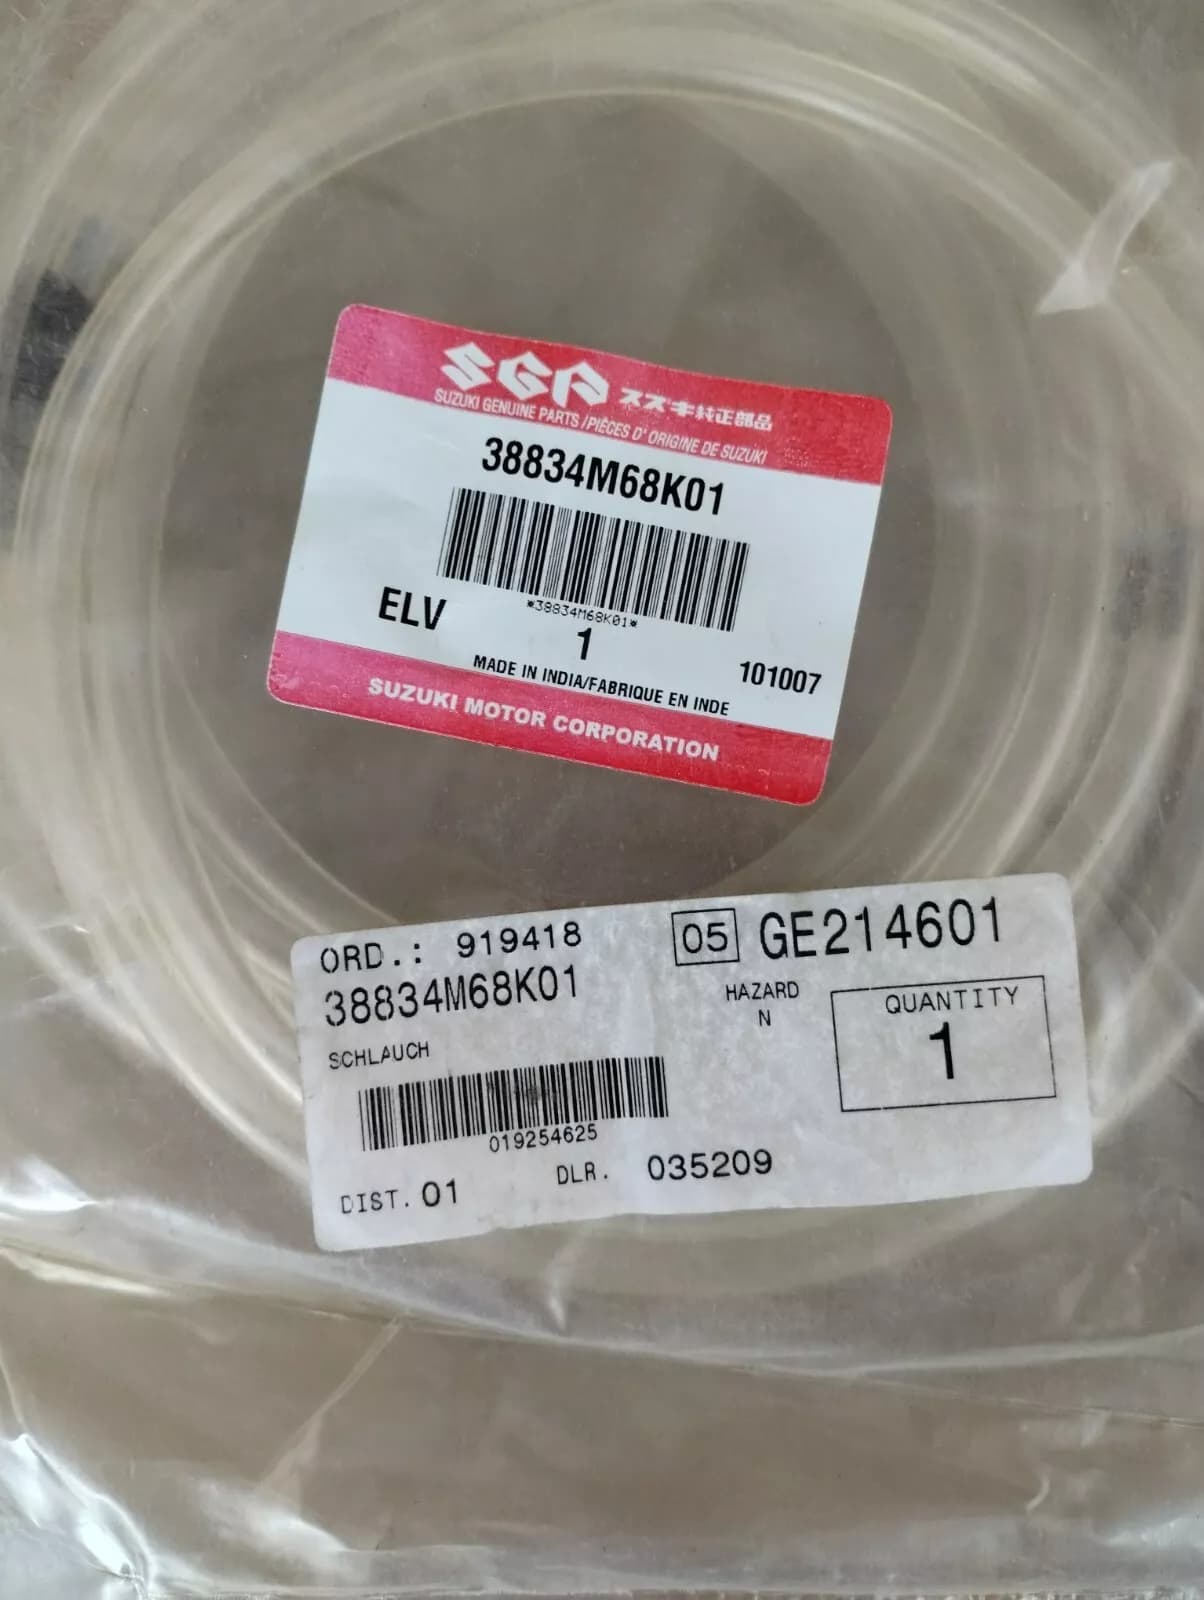 SGP スズキ純正部品
SUZUKI GENUINE PARTS /PIÈCES D' ORIGINE DE SUZUKI
38834M68K01
*38834M68K01*
ELV 1 101007
MADE IN INDIA/FABRIQUE EN INDE
SUZUKI MOTOR CORPORATION
ORD.: 919418 05 GE214601
38834M68K01 HAZARD QUANTITY
N 1
SCHLAUCH
019254625
DIST. 01 DLR. 035209